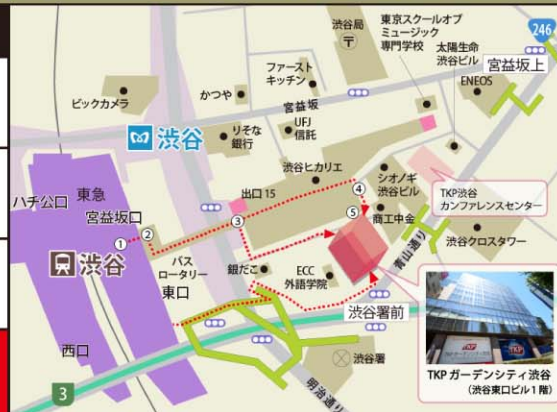 渋谷局
〒
東京スクールオブ
ミュージック
専門学校
太陽生命
渋谷ビル
246
宮益坂上
ENEOS
ファースト
キッチン
ビックカメラ
かつや
宮益坂
UFJ
信託
りそな
銀行
渋谷
渋谷ヒカリエ
シオノギ
渋谷ビル
TKP渋谷
カンファレンスセンター
ハチ公口
東急
宮益坂口
出口15
④
⑤
商工中金
①
②
③
渋谷クロスタワー
渋谷
バス
ロータリー
東口
銀だこ
ECC
外語学院
青山通り
渋谷署前
西口
渋谷署
3
明治通り
TKP
TKPガーデンシティ渋谷
(渋谷東口ビル1階)